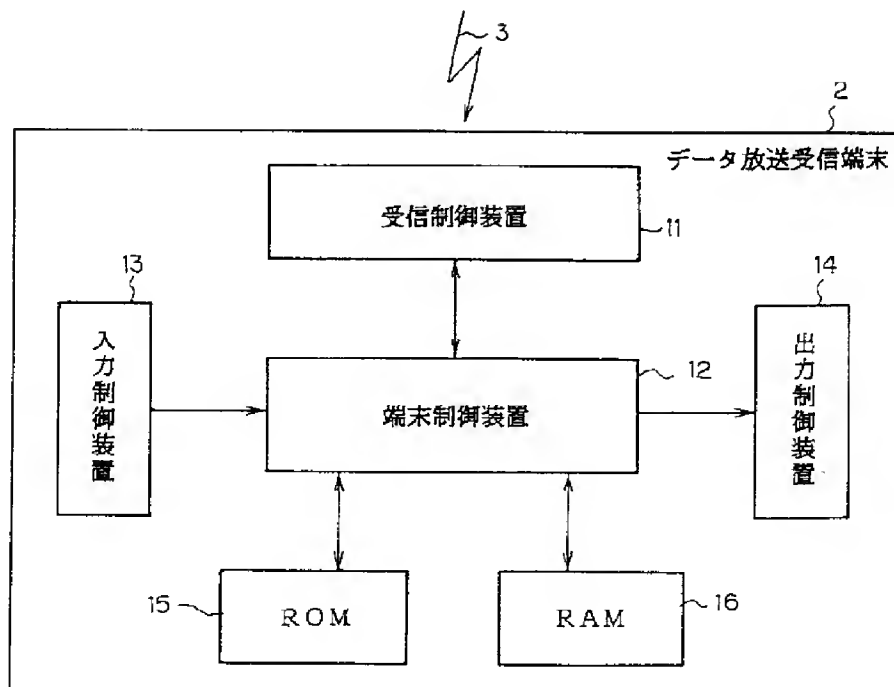 3
2
データ放送受信端末
受信制御装置
11
13
入力制御装置
14
出力制御装置
12
端末制御装置
15
ROM
16
RAM